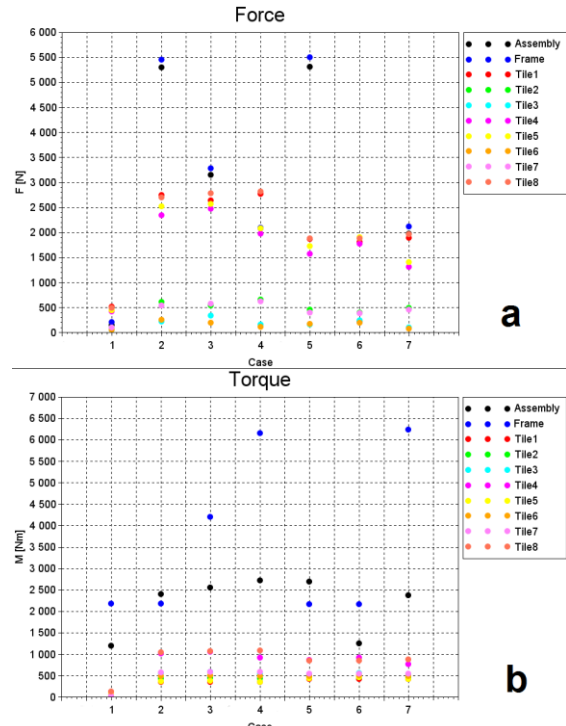 Force
6 000
5 500
5 000
4 500
4 000
3 500
3 000
2 500
2 000
1 500
1 000
500
0
F [N]
1 2 3 4 5 6 7
Case
Assembly
Frame
Tile1
Tile2
Tile3
Tile4
Tile5
Tile6
Tile7
Tile8
a
Torque
7 000
6 500
6 000
5 500
5 000
4 500
4 000
3 500
3 000
2 500
2 000
1 500
1 000
500
0
M [Nm]
1 2 3 4 5 6 7
Case
Assembly
Frame
Tile1
Tile2
Tile3
Tile4
Tile5
Tile6
Tile7
Tile8
b